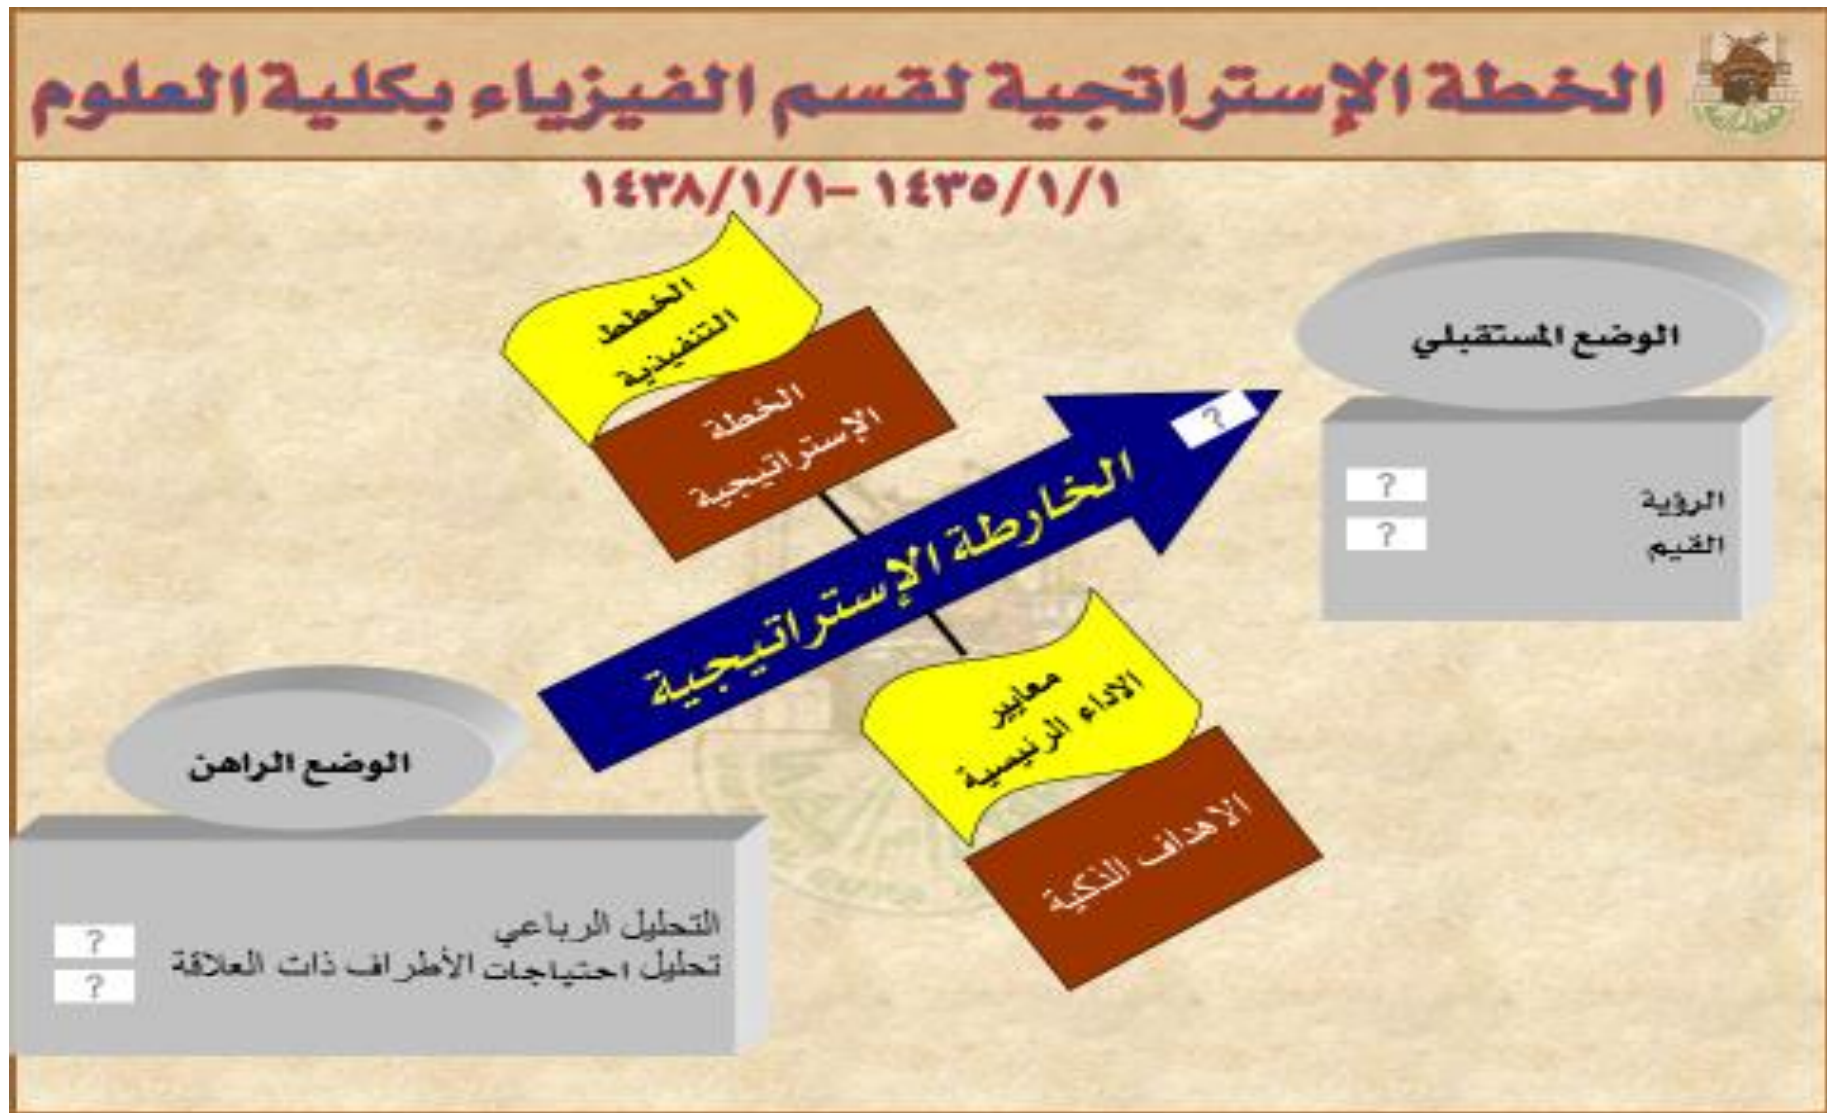 الخطة الإستراتجية لقسم الفيزياء بكلية العلوم
١٤٣٥/١/١ – ١٤٣٨/١/١
الخطط
التنفيذية
الخطة
الإستراتيجية
الوضع المستقبلي
?
الرؤية ?
القيم ?
الخارطة الإستراتيجية
معايير
الاداء الرئيسية
الاهداف الذكية
الوضع الراهن
التحليل الرباعي ?
تحليل احتياجات الأطراف ذات العلاقة ?